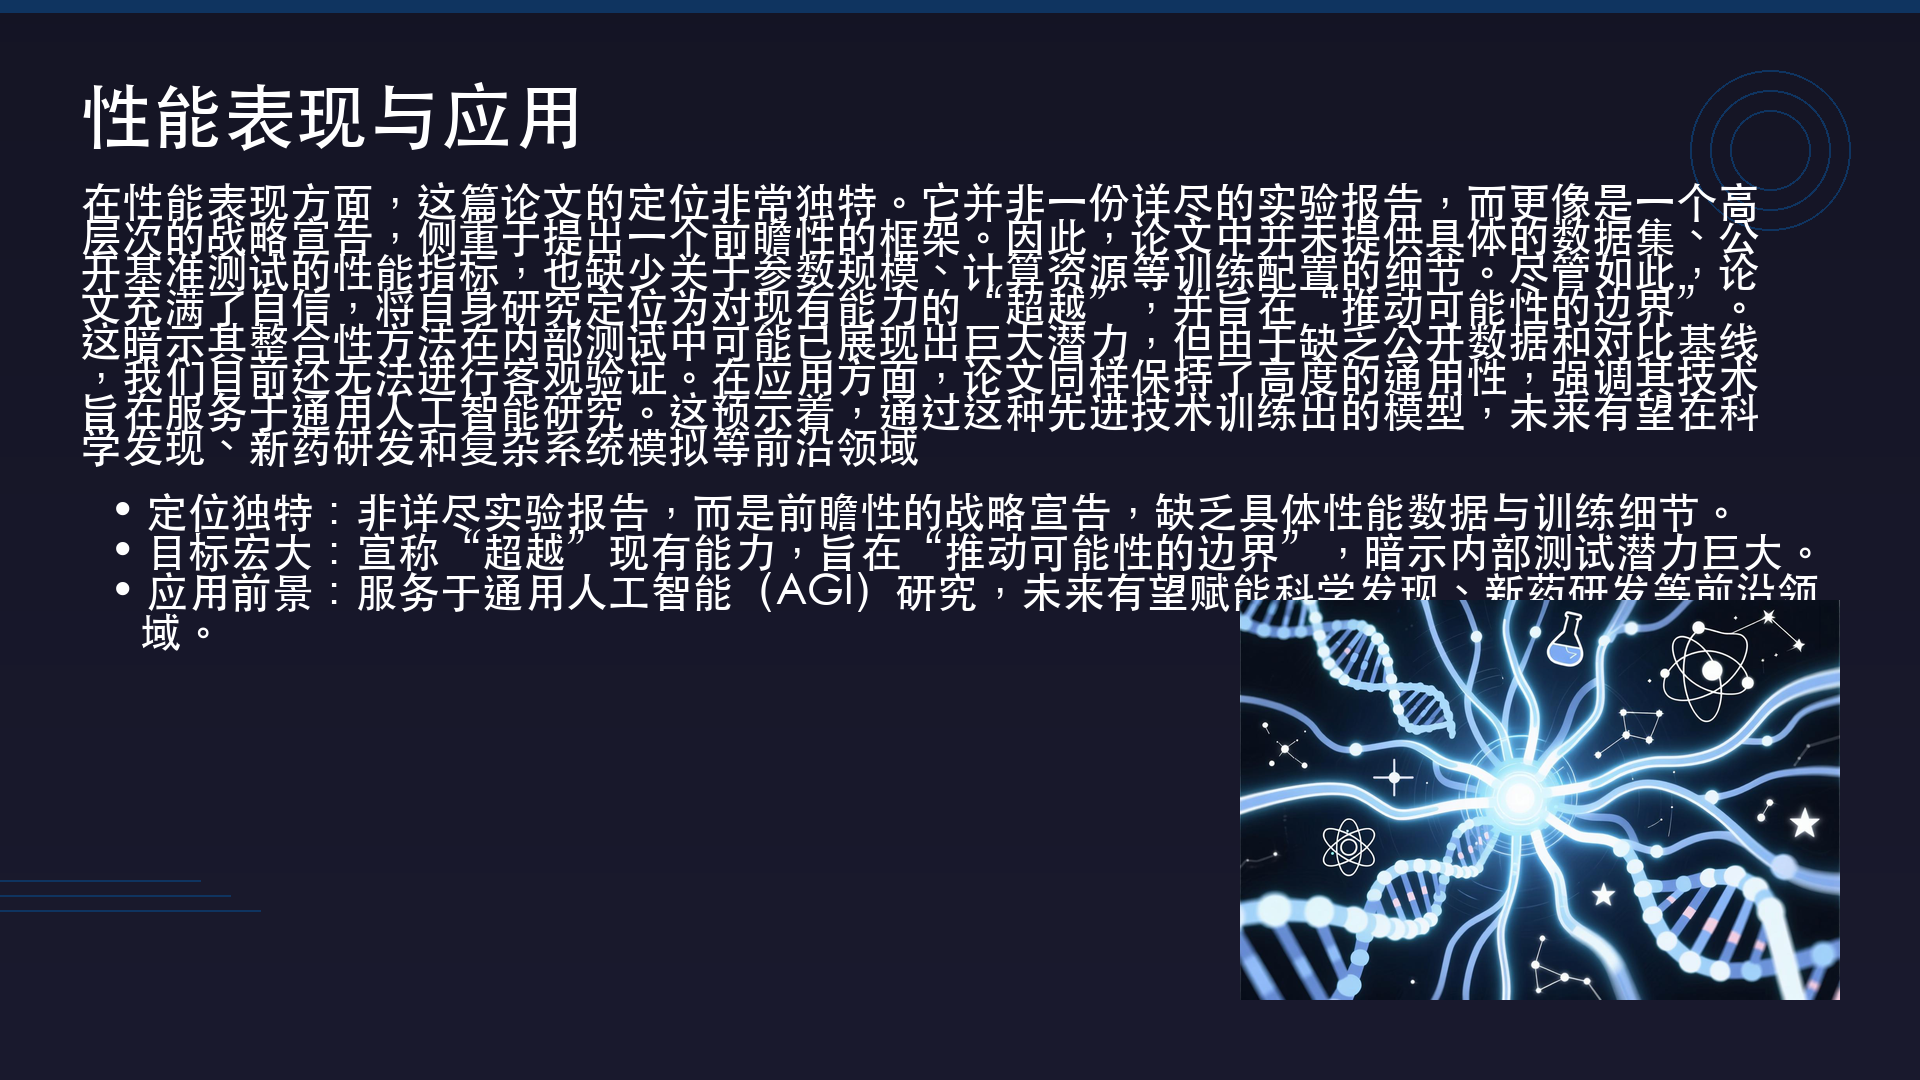 性能表现与应用
在性能表现方面，这篇论文的定位非常独特。它并非一份详尽的实验报告，而更像是一个高
层次的战略宣告，侧重于提出一个前瞻性的框架。因此，论文中并未提供具体的数据集、公
开基准测试的性能指标，也缺少关于参数规模、计算资源等训练配置的细节。尽管如此，论
文充满了自信，将自身研究定位为对现有能力的“超越”，并旨在“推动可能性的边界”。
这暗示其整合性方法在内部测试中可能已展现出巨大潜力，但由于缺乏公开数据和对比基线
，我们目前还无法进行客观验证。在应用方面，论文同样保持了高度的通用性，强调其技术
旨在服务于通用人工智能研究。这预示着，通过这种先进技术训练出的模型，未来有望在科
学发现、新药研发和复杂系统模拟等前沿领域
• 定位独特：非详尽实验报告，而是前瞻性的战略宣告，缺乏具体性能数据与训练细节。
• 目标宏大：宣称“超越”现有能力，旨在“推动可能性的边界”，暗示内部测试潜力巨大。
• 应用前景：服务于通用人工智能（AGI）研究，未来有望赋能科学发现、新药研发等前沿领
域。